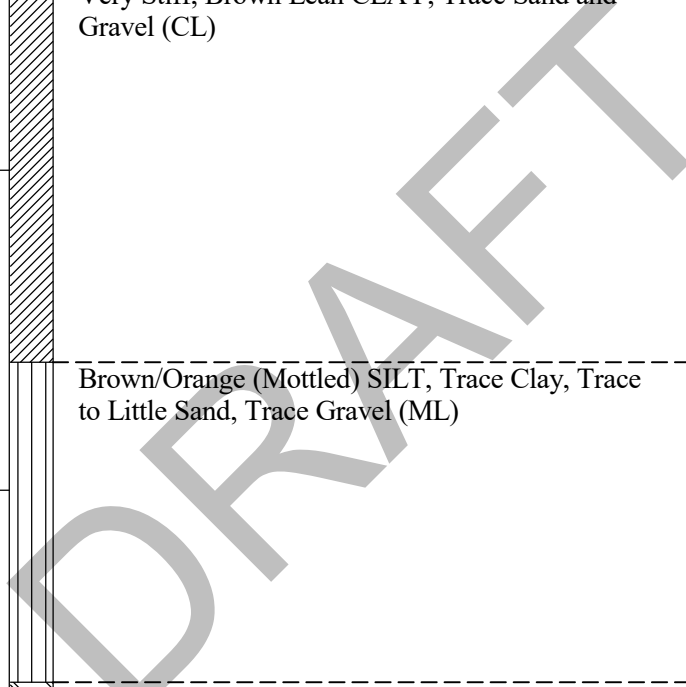 Very Stiff, Brown Lean CLAY, Trace Sand and
Gravel (CL)
Brown/Orange (Mottled) SILT, Trace Clay, Trace
to Little Sand, Trace Gravel (ML)
DRAFT